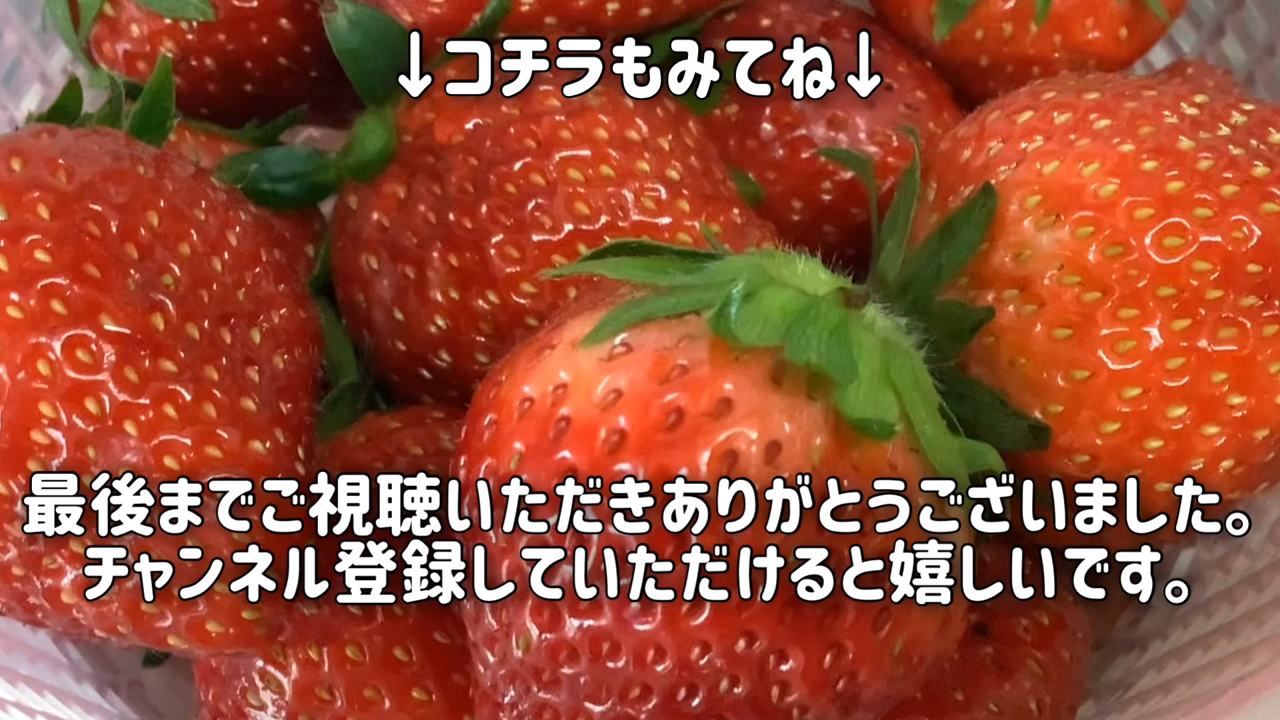 ↓コチラもみてね↓
最後までご視聴いただきありがとうございました。
チャンネル登録していただけると嬉しいです。